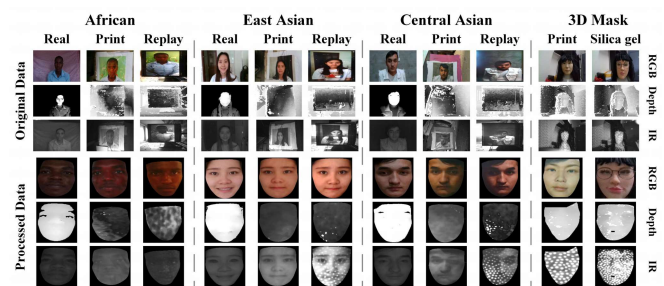 African East Asian Central Asian 3D Mask
Real Print Replay Real Print Replay Real Print Replay Print Silica gel
Original Data
RGB
Depth
IR
Processed Data
RGB
Depth
IR